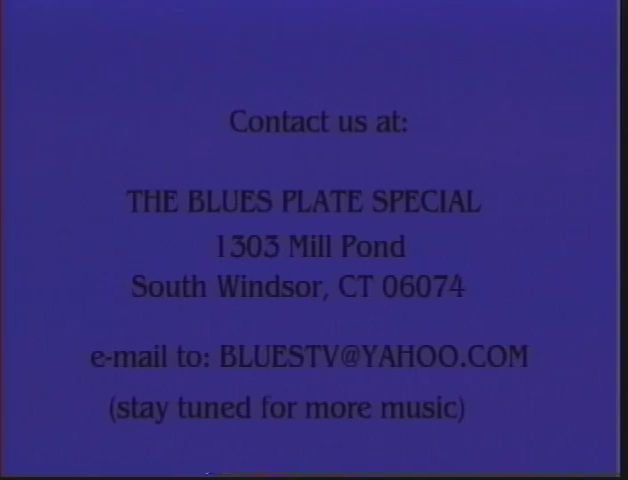 Contact us at:
THE BLUES PLATE SPECIAL
1303 Mill Pond
South Windsor, CT 06074
e-mail to: BLUESTV@YAHOO.COM
(stay tuned for more music)